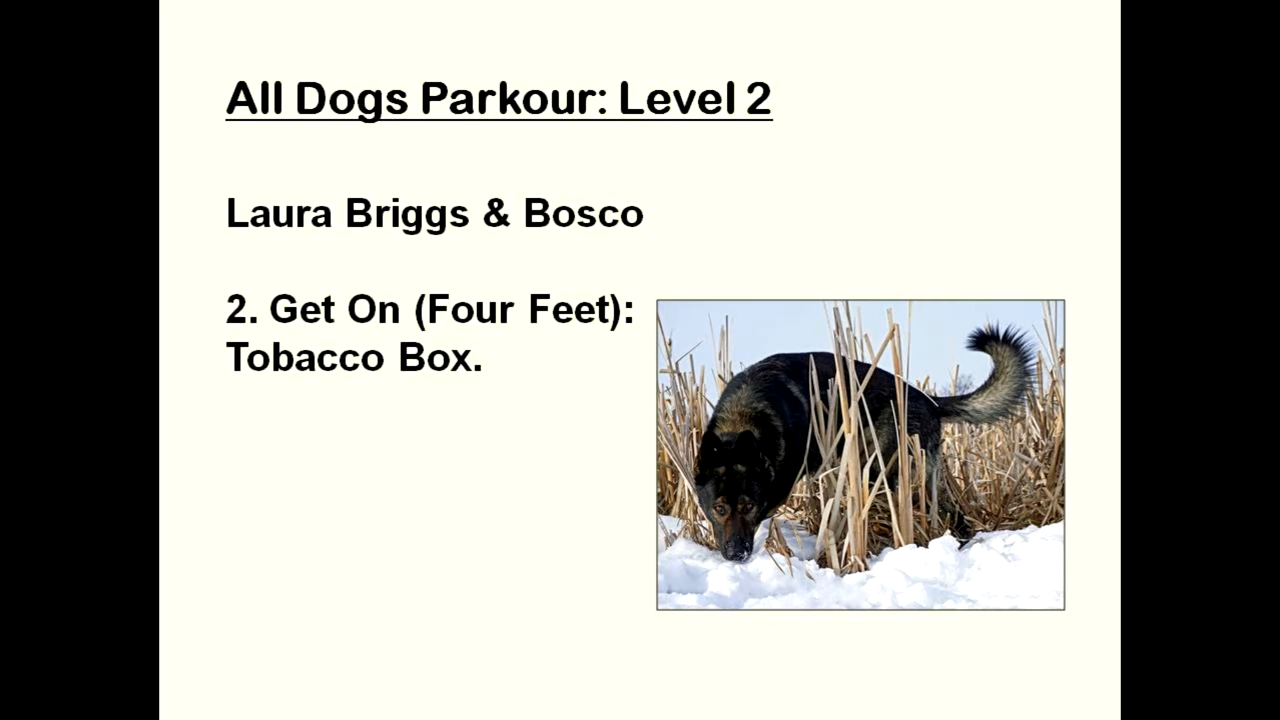 All Dogs Parkour: Level 2
Laura Briggs & Bosco
2. Get On (Four Feet):
Tobacco Box.